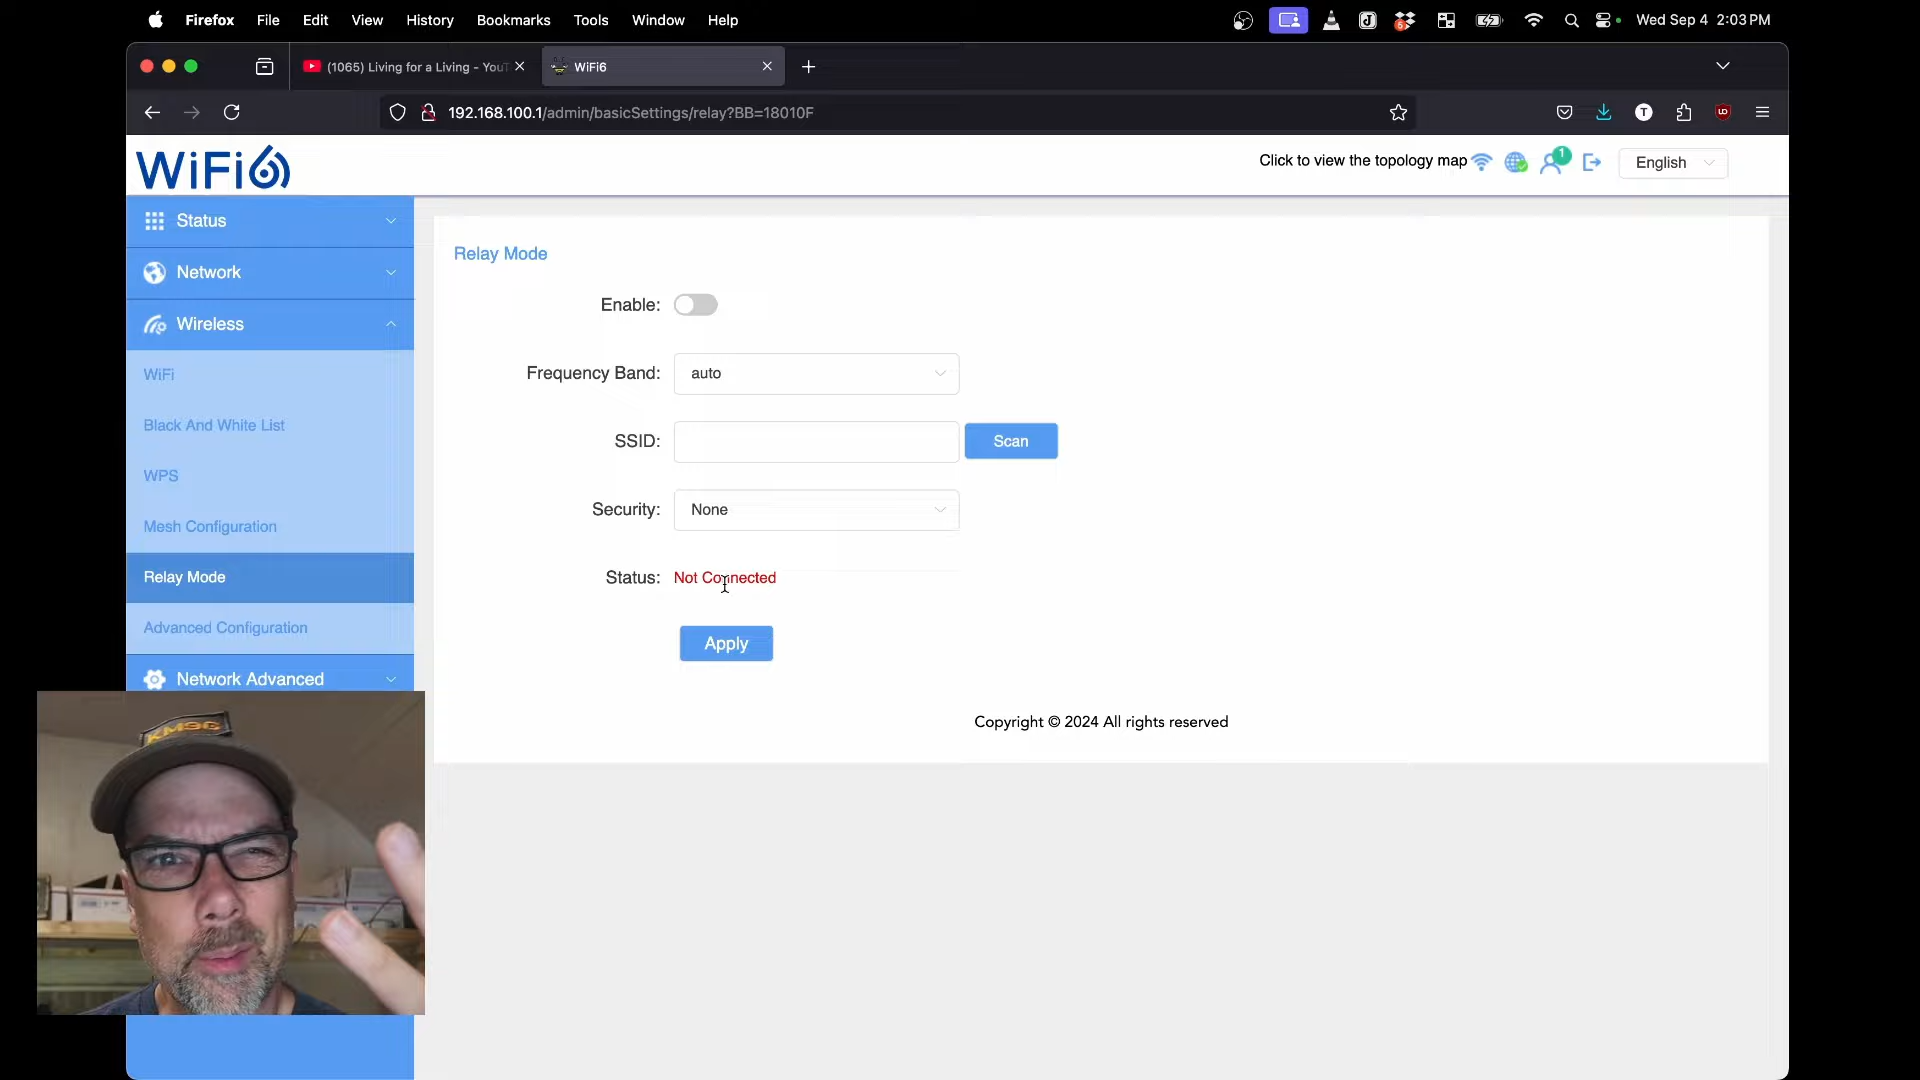 Firefox File Edit View History Bookmarks Tools Window Help
Wed Sep 4 2:03 PM
(1065) Living for a Living - YouT
WiFi6
192.168.100.1/admin/basicSettings/relay?BB=18010F
WiFi6
Click to view the topology map
1
English
Status
Network
Wireless
WiFi
Black And White List
WPS
Mesh Configuration
Relay Mode
Advanced Configuration
Network Advanced
Relay Mode
Enable:
Frequency Band: auto
SSID: Scan
Security: None
Status: Not Connected
Apply
Copyright © 2024 All rights reserved
KM9G